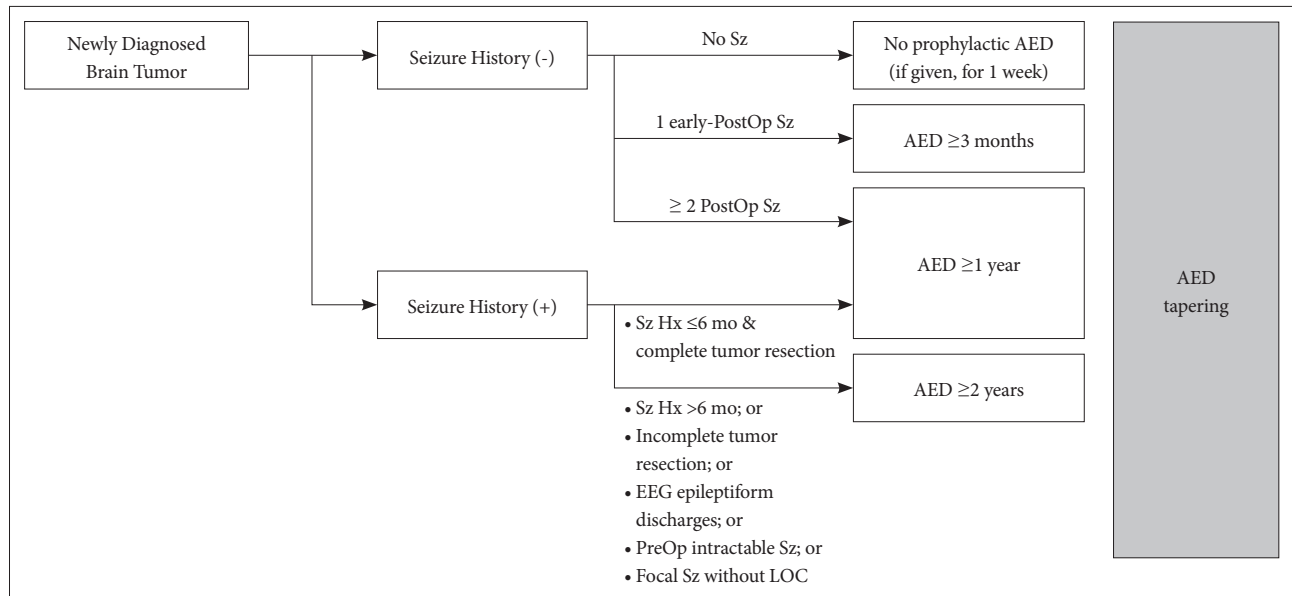 Newly Diagnosed
Brain Tumor
Seizure History (-)
No Sz
No prophylactic AED
(if given, for 1 week)
1 early-PostOp Sz
AED ≥3 months
≥ 2 PostOp Sz
AED ≥1 year
Seizure History (+)
• Sz Hx ≤6 mo &
complete tumor resection
AED ≥2 years
• Sz Hx >6 mo; or
• Incomplete tumor
resection; or
• EEG epileptiform
discharges; or
• PreOp intractable Sz; or
• Focal Sz without LOC
AED
tapering